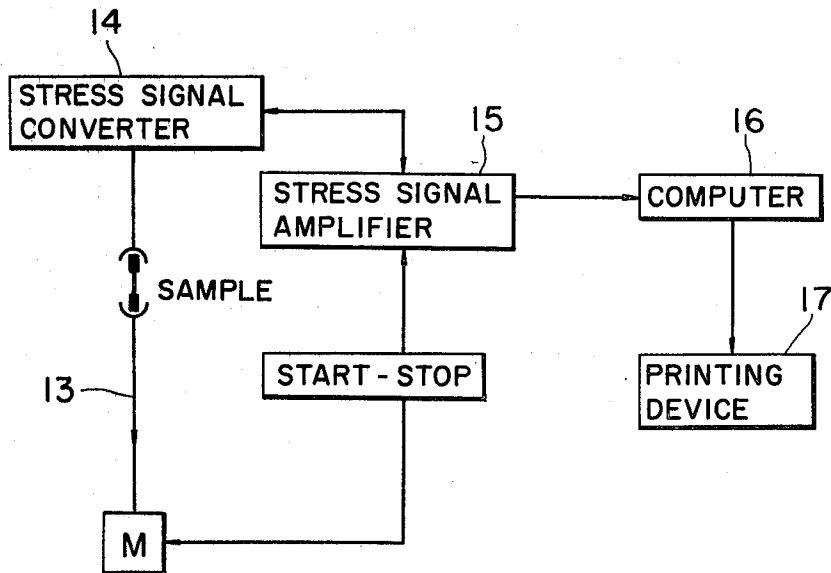 14
STRESS SIGNAL
CONVERTER
15
STRESS SIGNAL
AMPLIFIER
16
COMPUTER
SAMPLE
START - STOP
17
PRINTING
DEVICE
13
M